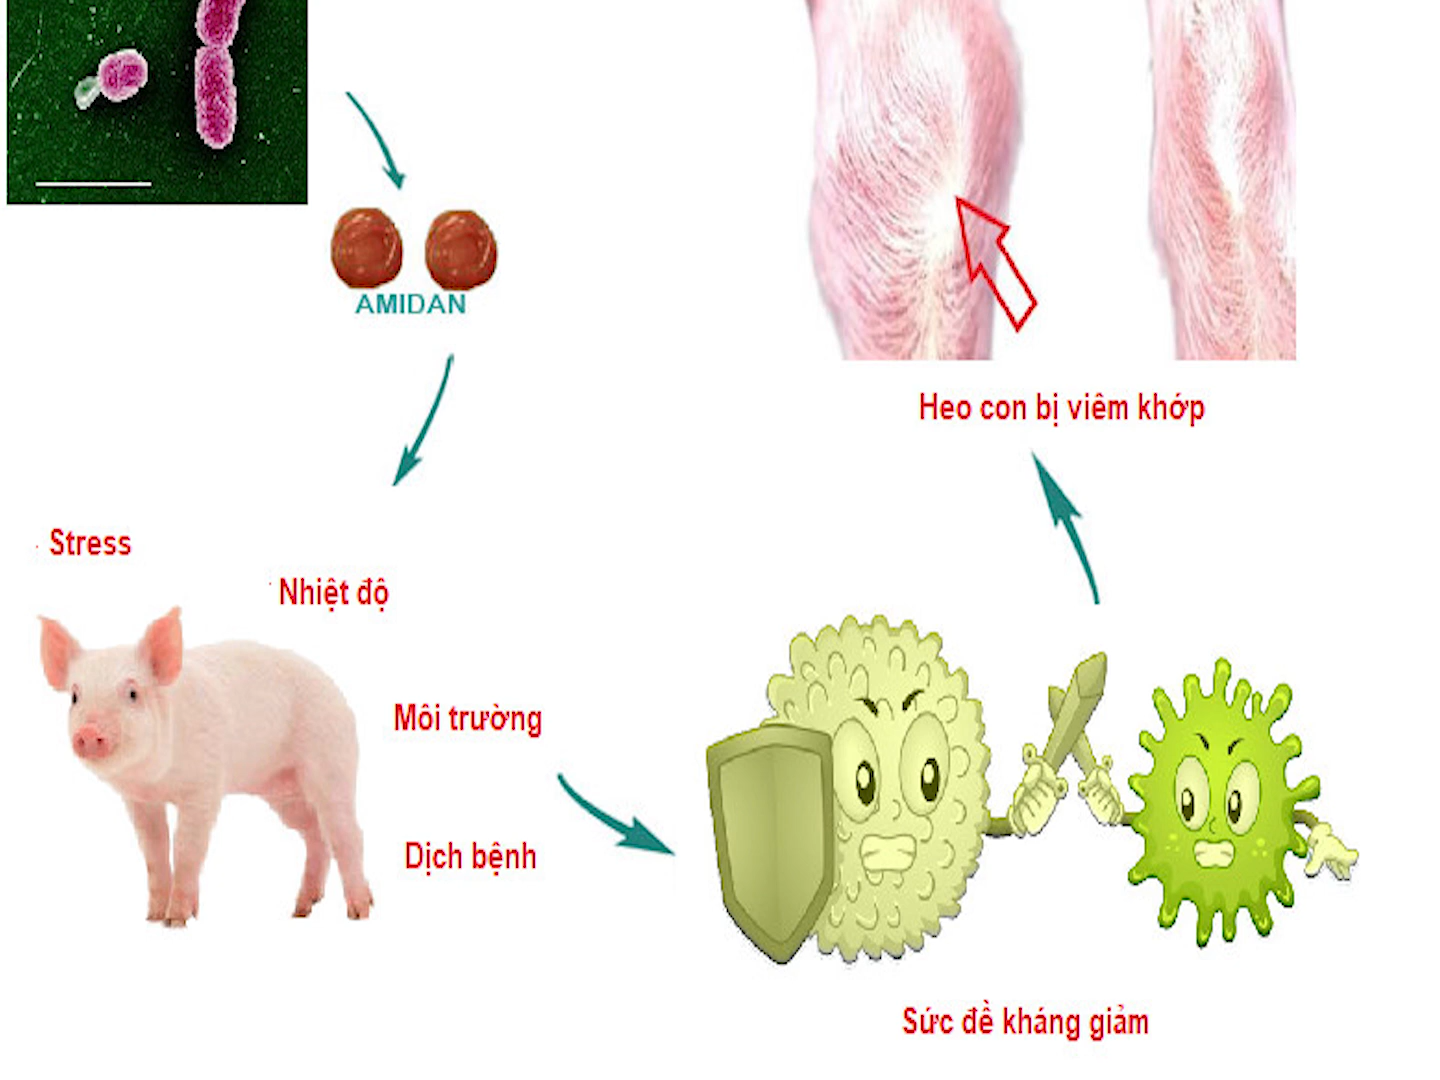 AMIDAN
Heo con bị viêm khớp
Stress
Nhiệt độ
Môi trường
Dịch bệnh
Sức đề kháng giảm